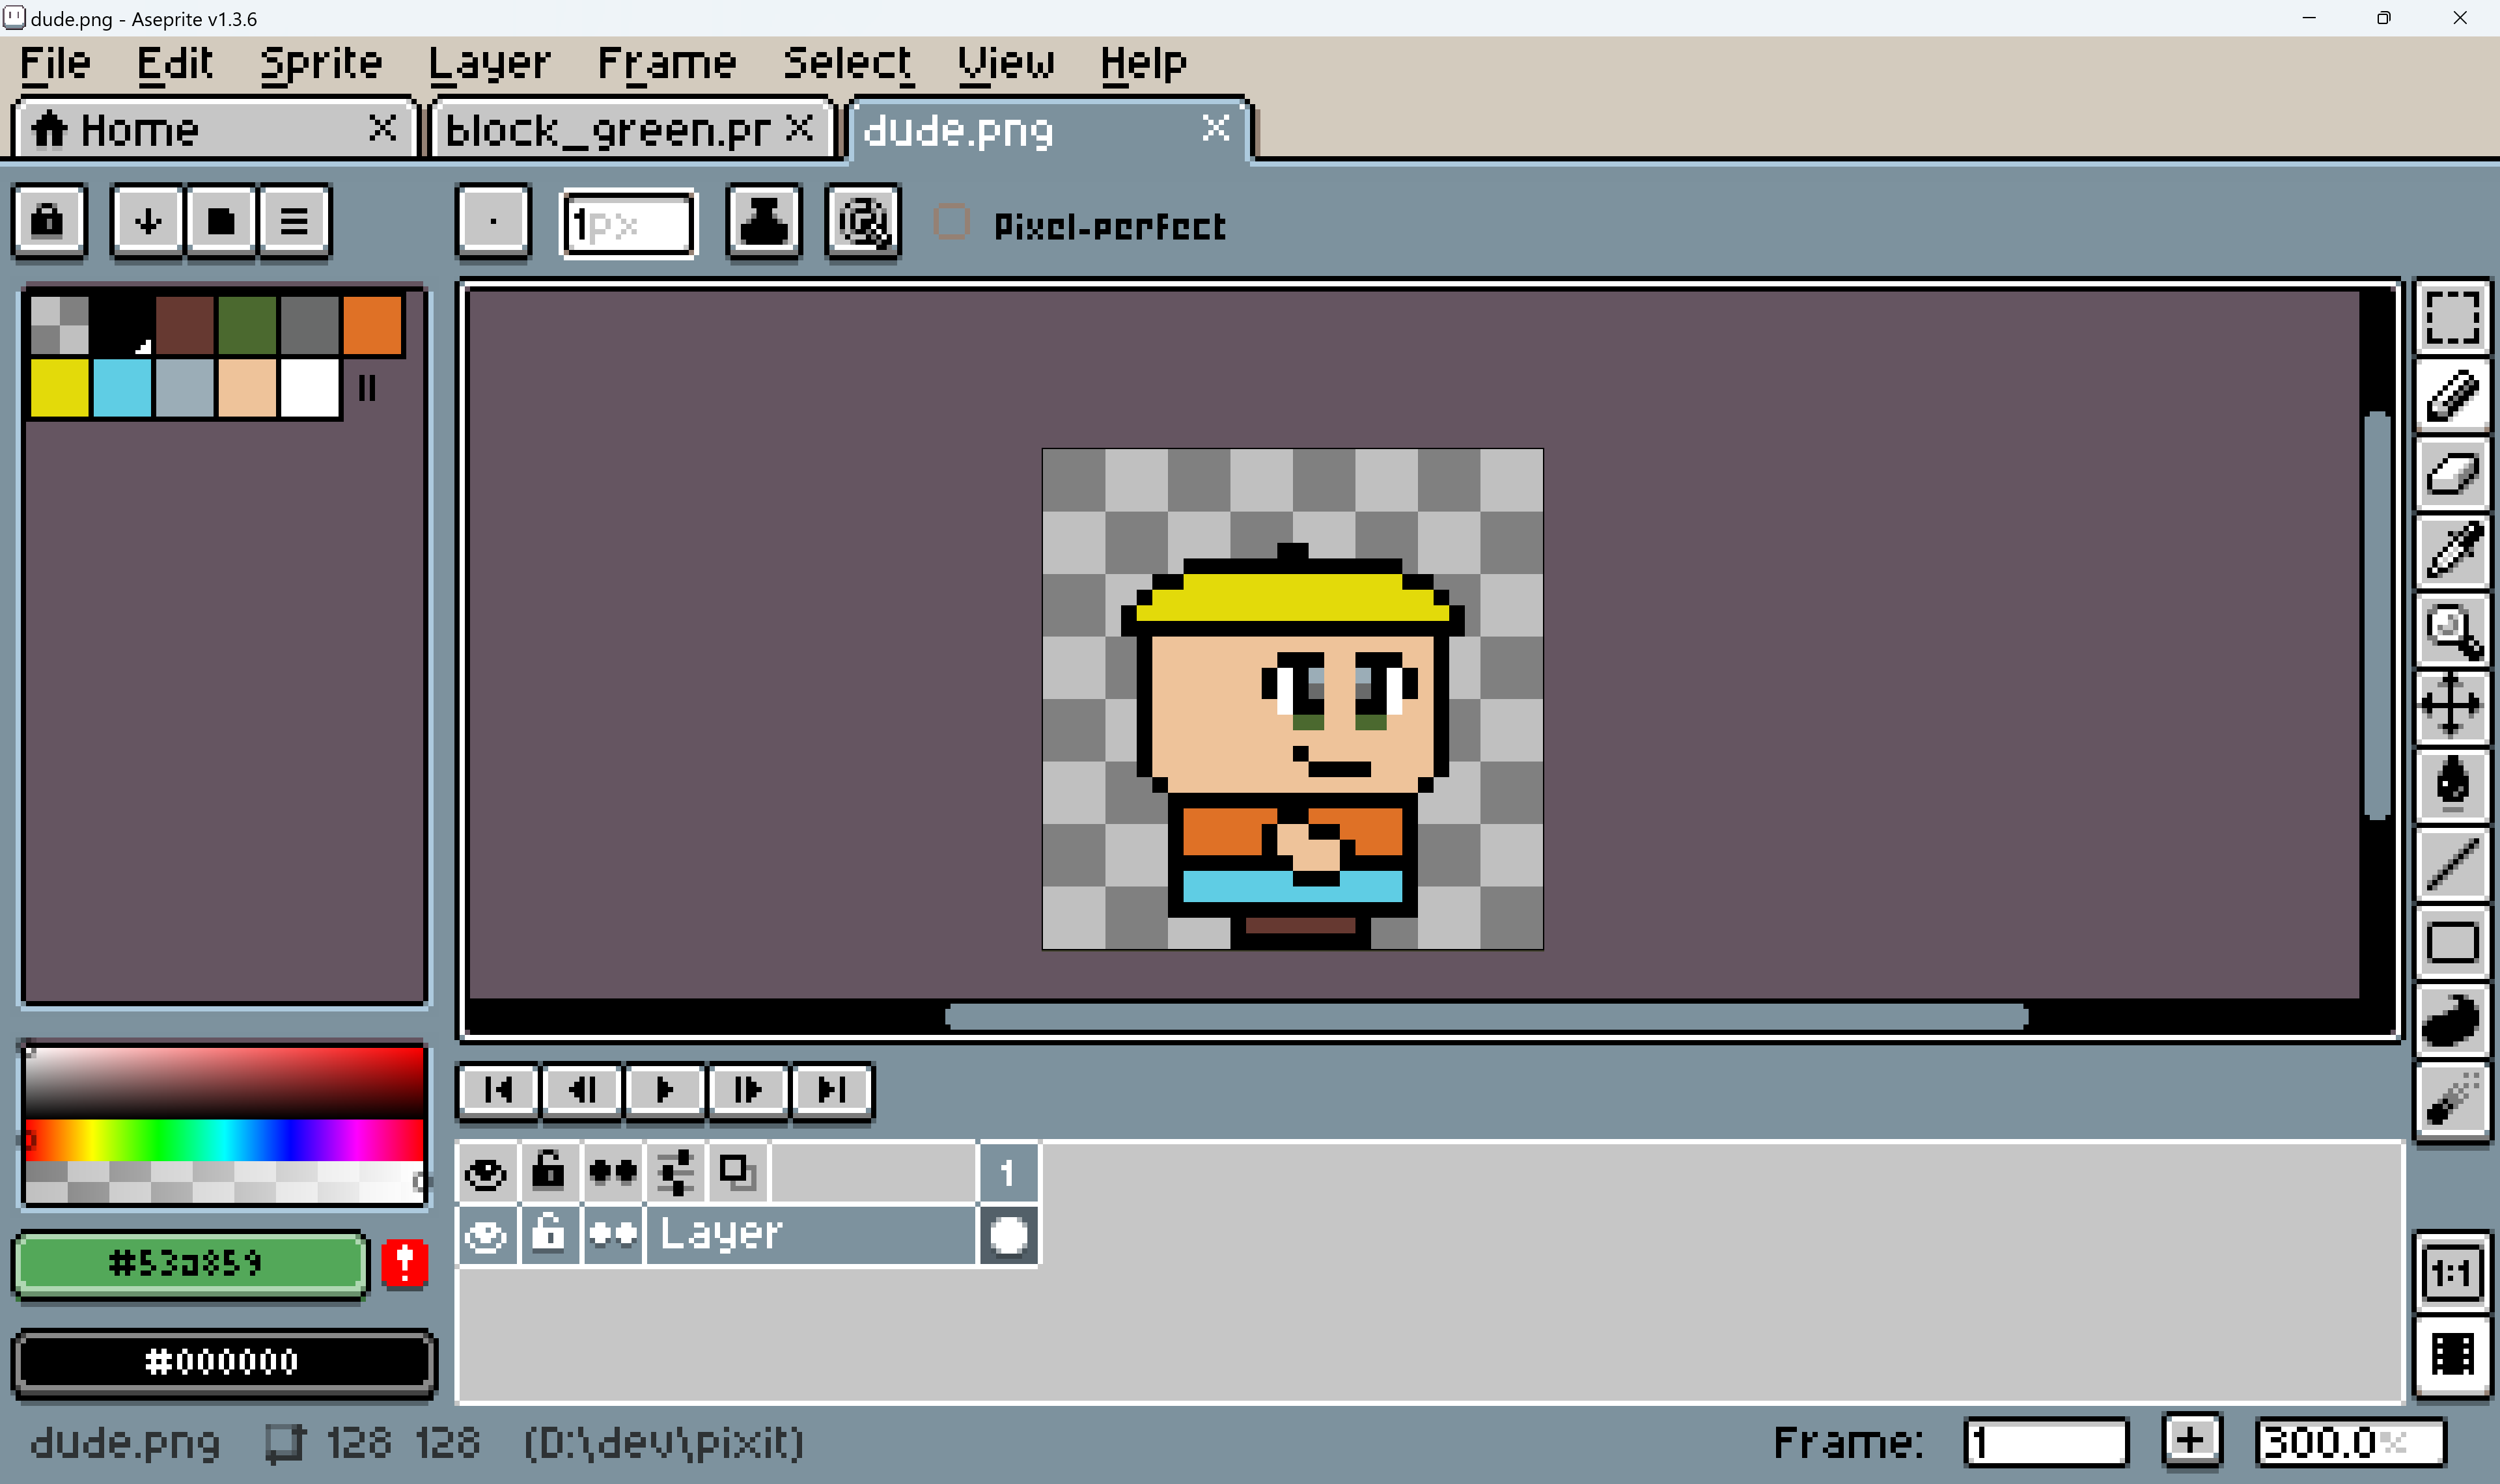 dude.png - Aseprite v1.3.6
File Edit Sprite Layer Frame Select View Help
Home block_green.pr dude.png
1px Pixel-perfect
1
Layer
#53a859
#000000
1:1
dude.png 128 128 (D:\dev\pixit) Frame: 1 + 300.0%